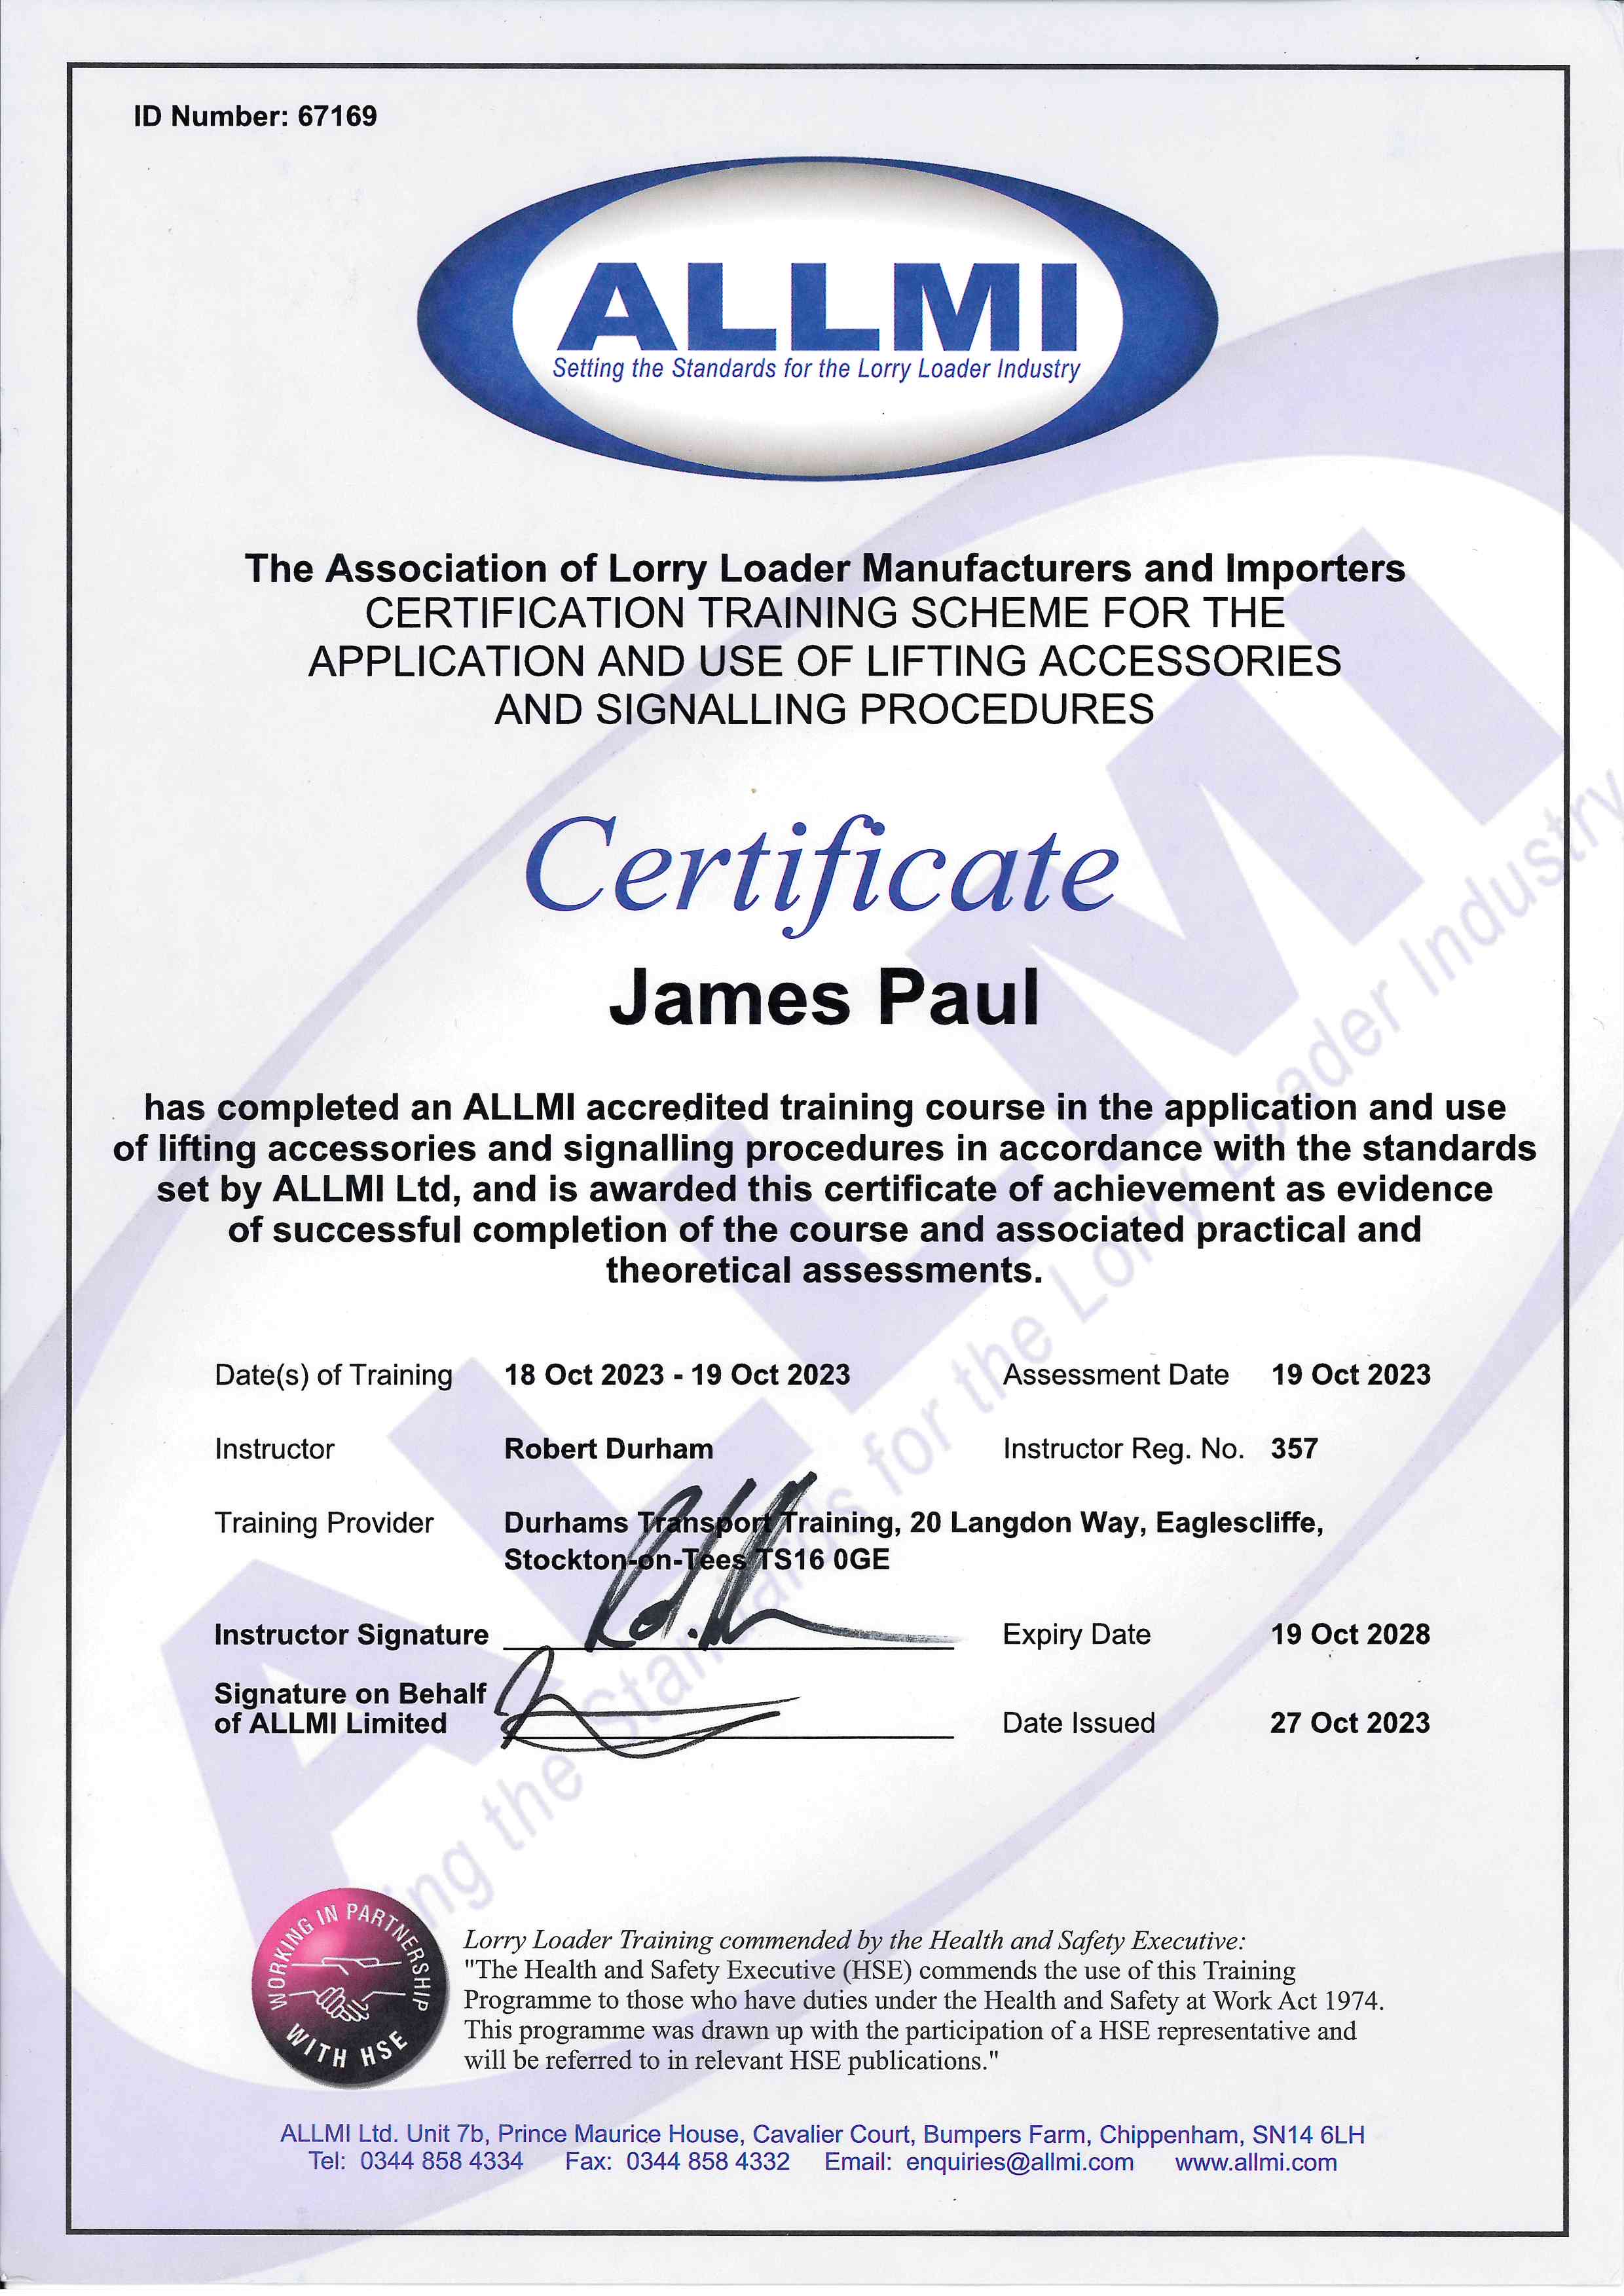 ID Number: 67169
ALLMI
Setting the Standards for the Lorry Loader Industry
The Association of Lorry Loader Manufacturers and Importers
CERTIFICATION TRAINING SCHEME FOR THE
APPLICATION AND USE OF LIFTING ACCESSORIES
AND SIGNALLING PROCEDURES
Certificate
James Paul
has completed an ALLMI accredited training course in the application and use
of lifting accessories and signalling procedures in accordance with the standards
set by ALLMI Ltd, and is awarded this certificate of achievement as evidence
of successful completion of the course and associated practical and
theoretical assessments.
Date(s) of Training 18 Oct 2023 - 19 Oct 2023 Assessment Date 19 Oct 2023
Instructor Robert Durham Instructor Reg. No. 357
Training Provider Durhams Transport Training, 20 Langdon Way, Eaglescliffe,
Stockton-on-Tees TS16 0GE
Instructor Signature Expiry Date 19 Oct 2028
Signature on Behalf
of ALLMI Limited Date Issued 27 Oct 2023
WORKING IN PARTNERSHIP
WITH HSE
Lorry Loader Training commended by the Health and Safety Executive:
"The Health and Safety Executive (HSE) commends the use of this Training
Programme to those who have duties under the Health and Safety at Work Act 1974.
This programme was drawn up with the participation of a HSE representative and
will be referred to in relevant HSE publications."
ALLMI Ltd. Unit 7b, Prince Maurice House, Cavalier Court, Bumpers Farm, Chippenham, SN14 6LH
Tel: 0344 858 4334 Fax: 0344 858 4332 Email: enquiries@allmi.com www.allmi.com
ALLMI
ing the Standards for the Lorry Loader Industry